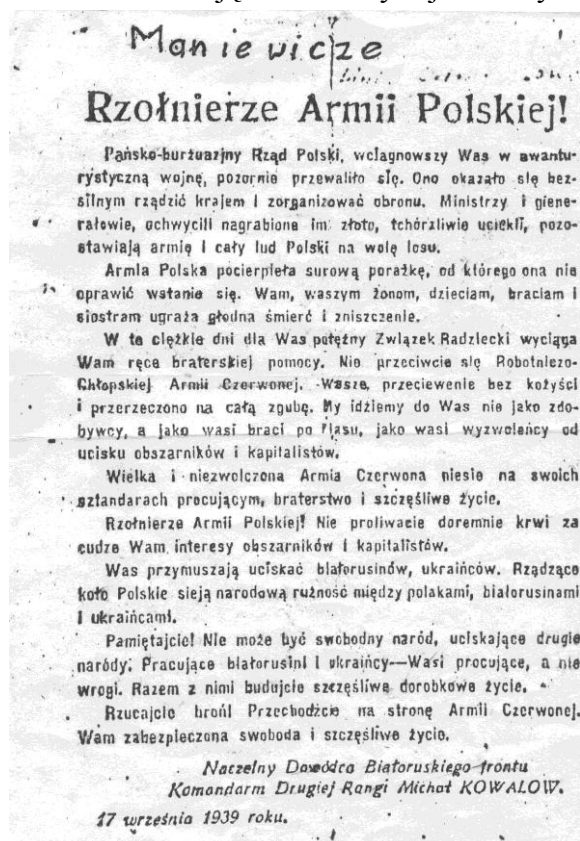 Maniewicze
Rzołnierze Armii Polskiej!
Pańsko-burżuazjny Rząd Polski, wciagnowszy Was w awantu-
rystyczną wojnę, pozornie przewaliło się. Ono okazało się bez-
silnym rządzić krajem i zorganizować obronu. Ministrzy i giene-
rałowie, ochwycili nagrabione im złoto, tchórzliwie uciekli, pozo-
stawiają armię i cały lud Polski na wolę losu.
Armia Polska pocierpieła surową porażkę, od którego ona nie
oprawić wstanie się. Wam, waszym żonom, dzieciam, braciam i
siostram ugraża głodna śmierć i zniszczenie.
W te ciężkie dni dla Was potężny Związek Radziecki wyciąga
Wam ręce braterskiej pomocy. Nie przeciwcie się Robotniczo-
Chłopskiej Armii Czerwonej. Wasze przeciewenie bez kożyści
i przerzeczono na całą zgubę. My idziemy do Was nie jako zdo-
bywcy, a jako wasi braci po klasu, jako wasi wyzwoleńcy od
ucisku obszarników i kapitalistów.
Wielka i niezwolczona Armia Czerwona niesie na swoich
sztandarach procującym, braterstwo i szczęśliwe życie.
Rzołnierze Armii Polskiej! Nie proliwacie doremnie krwi za
cudze Wam interesy obszarników i kapitalistów.
Was przymuszają uciskać białorusinów, ukraińców. Rządzące
koło Polskie sieją narodową rużność między polakami, białorusinami
i ukraińcami.
Pamiętajcie! Nie może być swobodny naród, uciskające drugie
naródy. Pracujące białorusini i ukraińcy—Wasi procujące, a nie
wrogi. Razem z nimi budujcie szczęśliwe dorobkowe życie.
Rzucajcie broń! Przechodźcie na stronę Armii Czerwonej.
Wam zabezpieczona swoboda i szczęśliwe życie.
Naczelny Dowódca Białoruskiego frontu
Komandarm Drugiej Rangi Michał KOWALOW.
17 września 1939 roku.